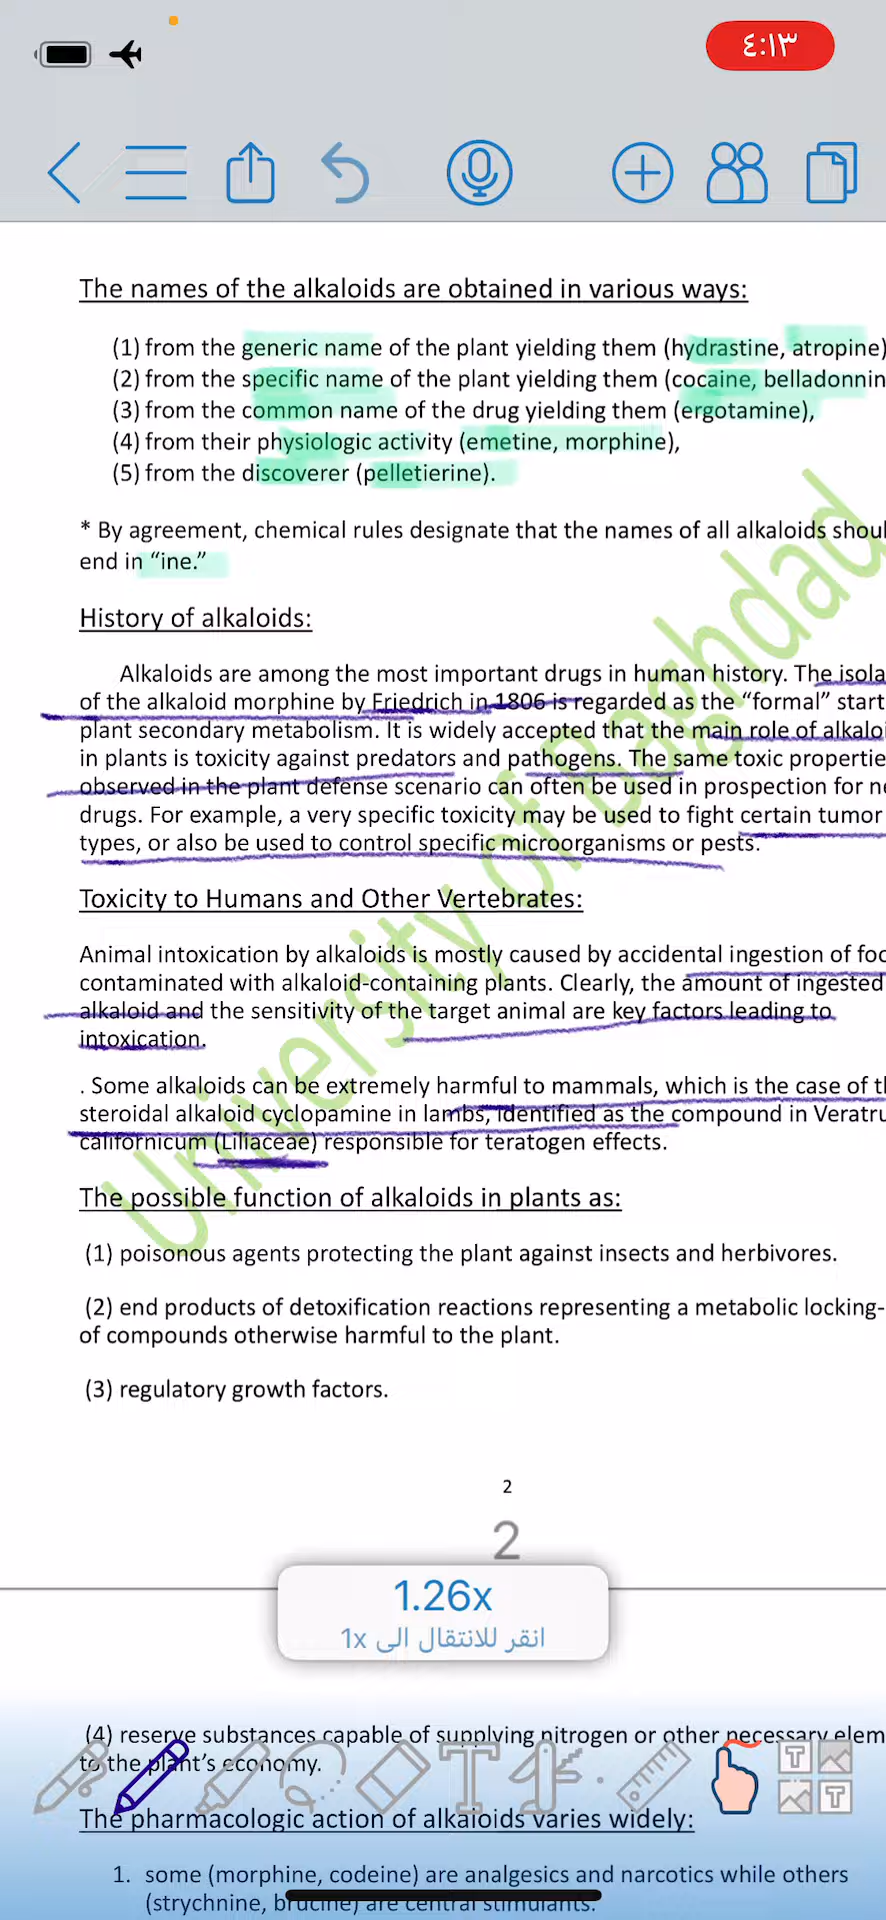 ٤:١٣
The names of the alkaloids are obtained in various ways:
(1) from the generic name of the plant yielding them (hydrastine, atropine)
(2) from the specific name of the plant yielding them (cocaine, belladonnin
(3) from the common name of the drug yielding them (ergotamine),
(4) from their physiologic activity (emetine, morphine),
(5) from the discoverer (pelletierine).
* By agreement, chemical rules designate that the names of all alkaloids shoul
end in “ine.”
History of alkaloids:
Alkaloids are among the most important drugs in human history. The isola
of the alkaloid morphine by Friedrich in 1806 is regarded as the “formal” start
plant secondary metabolism. It is widely accepted that the main role of alkaloi
in plants is toxicity against predators and pathogens. The same toxic propertie
observed in the plant defense scenario can often be used in prospection for ne
drugs. For example, a very specific toxicity may be used to fight certain tumor
types, or also be used to control specific microorganisms or pests.
Toxicity to Humans and Other Vertebrates:
Animal intoxication by alkaloids is mostly caused by accidental ingestion of foo
contaminated with alkaloid-containing plants. Clearly, the amount of ingested
alkaloid and the sensitivity of the target animal are key factors leading to
intoxication.
. Some alkaloids can be extremely harmful to mammals, which is the case of th
steroidal alkaloid cyclopamine in lambs, identified as the compound in Veratru
californicum (Liliaceae) responsible for teratogen effects.
The possible function of alkaloids in plants as:
(1) poisonous agents protecting the plant against insects and herbivores.
(2) end products of detoxification reactions representing a metabolic locking-
of compounds otherwise harmful to the plant.
(3) regulatory growth factors.
University of Baghdad
2
2
1.26x
انقر للانتقال الى 1x
(4) reserve substances capable of supplying nitrogen or other necessary elem
to the plant’s economy.
The pharmacologic action of alkaloids varies widely:
1. some (morphine, codeine) are analgesics and narcotics while others
(strychnine, brucine) are central stimulants.